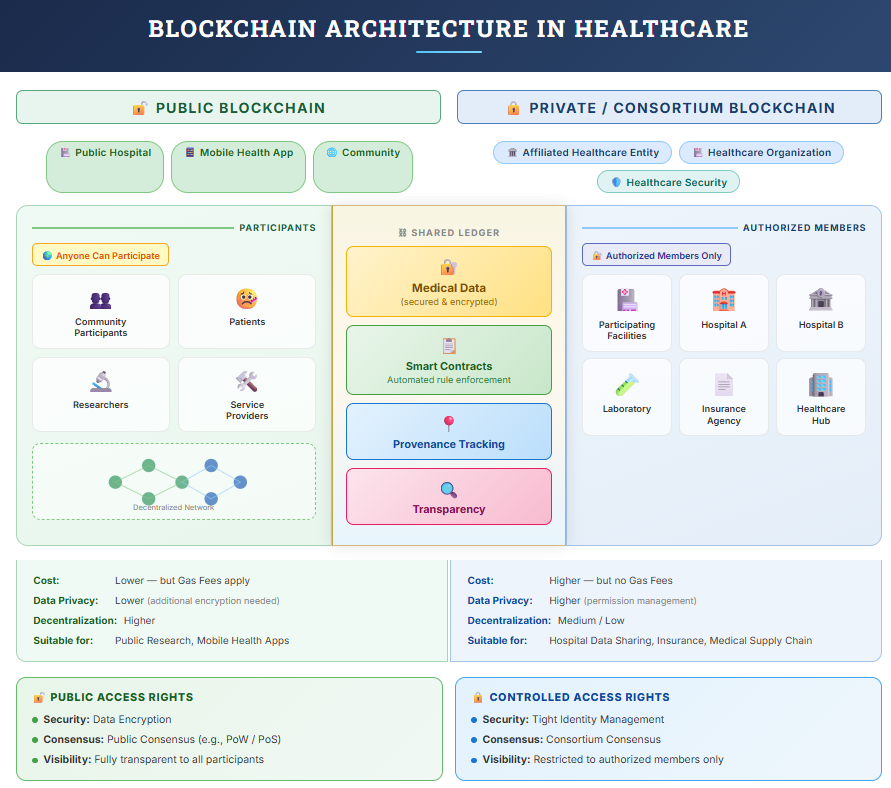 BLOCKCHAIN ARCHITECTURE IN HEALTHCARE
PUBLIC BLOCKCHAIN
PRIVATE / CONSORTIUM BLOCKCHAIN
Public Hospital
Mobile Health App
Community
Affiliated Healthcare Entity
Healthcare Organization
Healthcare Security
PARTICIPANTS
Anyone Can Participate
Community
Participants
Patients
Researchers
Service
Providers
Decentralized Network
SHARED LEDGER
Medical Data
(secured & encrypted)
Smart Contracts
Automated rule enforcement
Provenance Tracking
Transparency
AUTHORIZED MEMBERS
Authorized Members Only
Participating
Facilities
Hospital A
Hospital B
Laboratory
Insurance
Agency
Healthcare
Hub
Cost: Lower — but Gas Fees apply
Data Privacy: Lower (additional encryption needed)
Decentralization: Higher
Suitable for: Public Research, Mobile Health Apps
Cost: Higher — but no Gas Fees
Data Privacy: Higher (permission management)
Decentralization: Medium / Low
Suitable for: Hospital Data Sharing, Insurance, Medical Supply Chain
PUBLIC ACCESS RIGHTS
Security: Data Encryption
Consensus: Public Consensus (e.g., PoW / PoS)
Visibility: Fully transparent to all participants
CONTROLLED ACCESS RIGHTS
Security: Tight Identity Management
Consensus: Consortium Consensus
Visibility: Restricted to authorized members only